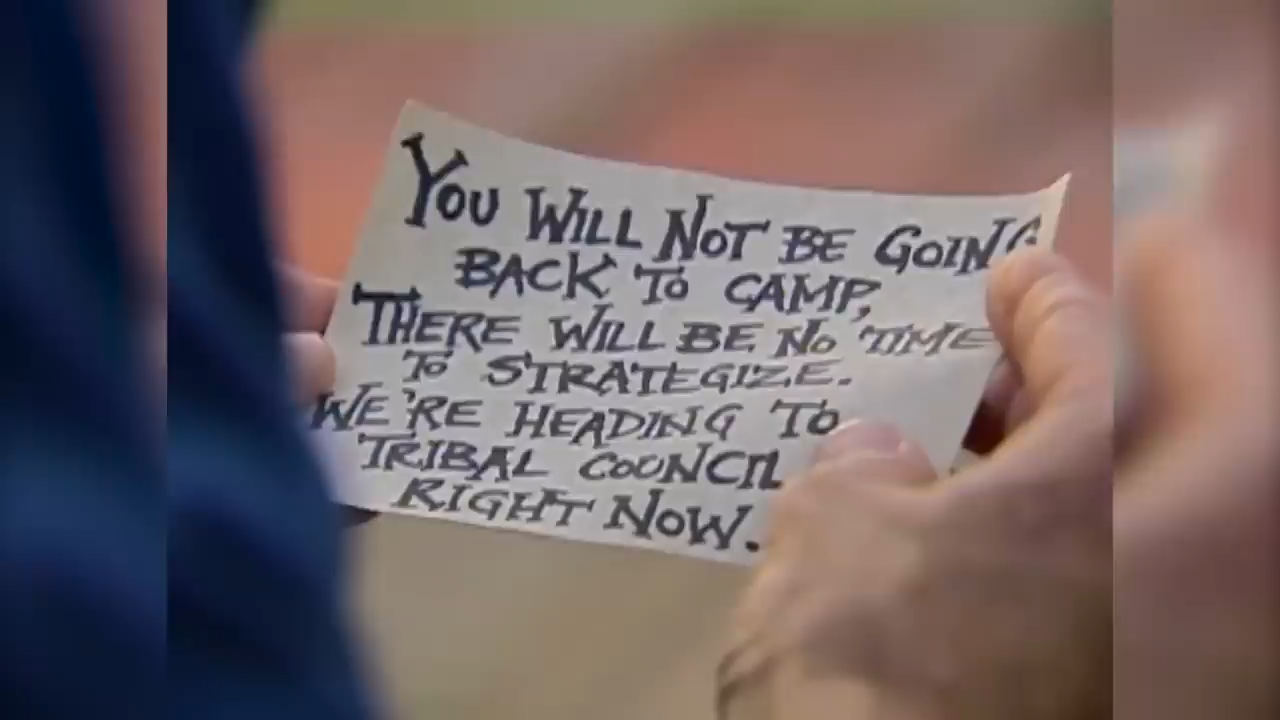 YOU WILL NOT BE GOING
BACK TO CAMP,
THERE WILL BE NO TIME
TO STRATEGIZE.
WE'RE HEADING TO
TRIBAL COUNCIL
RIGHT NOW.